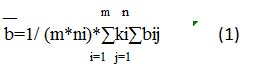 m n
b=1/ (m*ni)*∑ki∑bij (1)
i=1 j=1